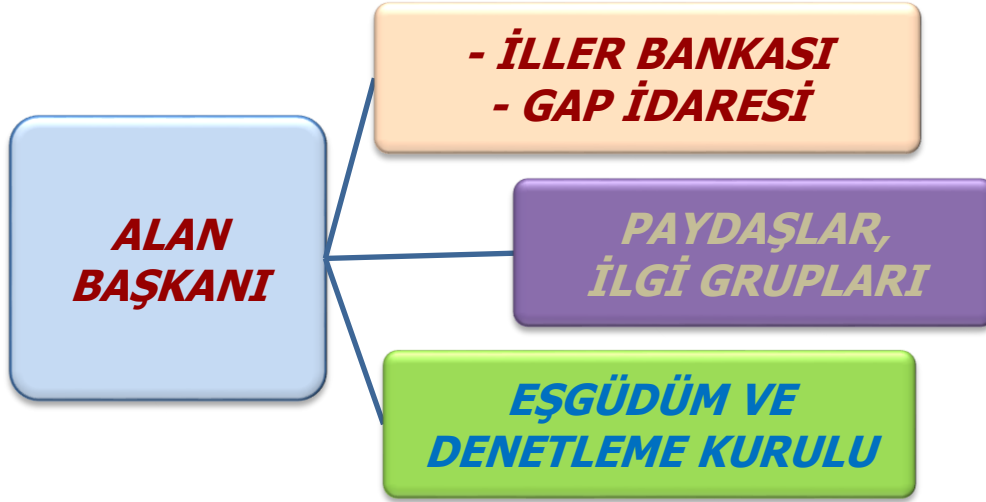 - İLLER BANKASI
- GAP İDARESİ
ALAN
BAŞKANI
PAYDAŞLAR,
İLGİ GRUPLARI
EŞGÜDÜM VE
DENETLEME KURULU